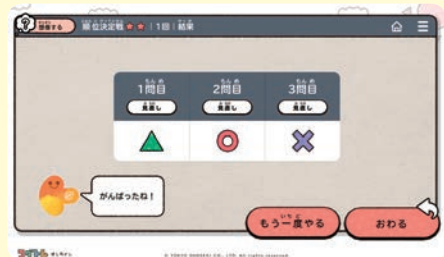 想像する 順位決定戦 ★★ | 1回 | 結果
1問目 2問目 3問目
見直し 見直し 見直し
がんばったね!
もう一度やる おわる